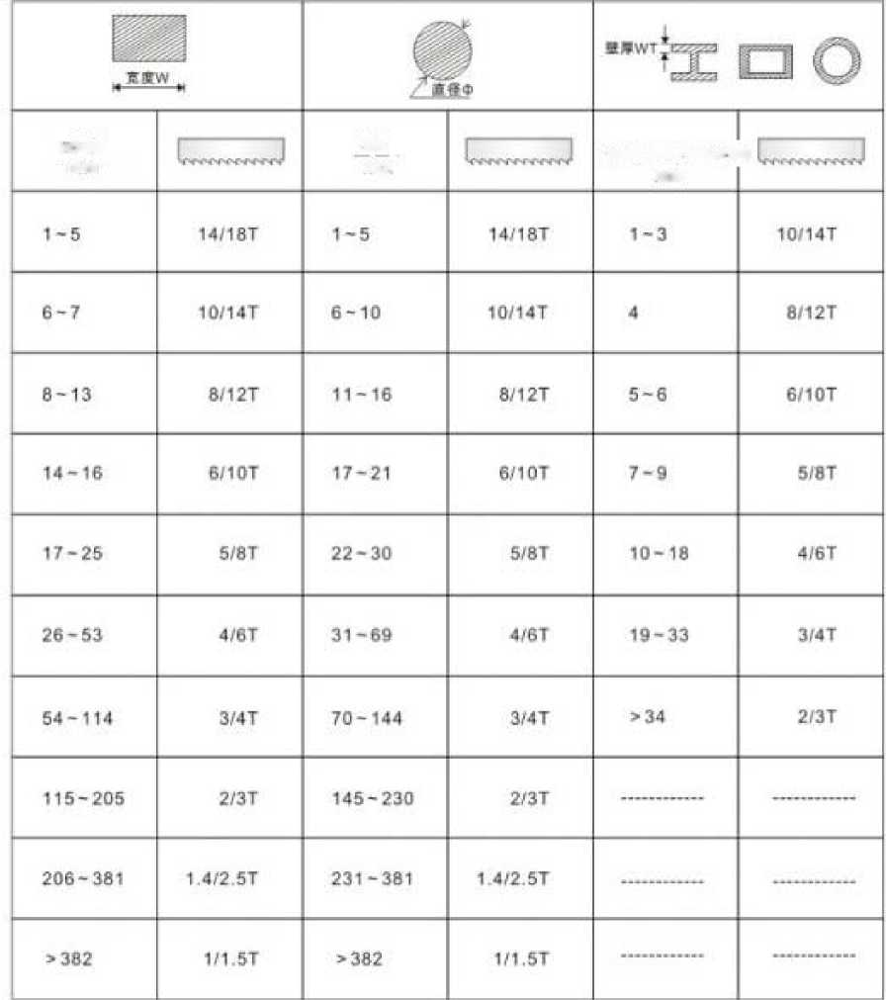 宽度W
直径Φ
壁厚WT
1~5 14/18T 1~5 14/18T 1~3 10/14T
6~7 10/14T 6~10 10/14T 4 8/12T
8~13 8/12T 11~16 8/12T 5~6 6/10T
14~16 6/10T 17~21 6/10T 7~9 5/8T
17~25 5/8T 22~30 5/8T 10~18 4/6T
26~53 4/6T 31~69 4/6T 19~33 3/4T
54~114 3/4T 70~144 3/4T >34 2/3T
115~205 2/3T 145~230 2/3T ------------ ------------
206~381 1.4/2.5T 231~381 1.4/2.5T ------------ ------------
>382 1/1.5T >382 1/1.5T ------------ ------------